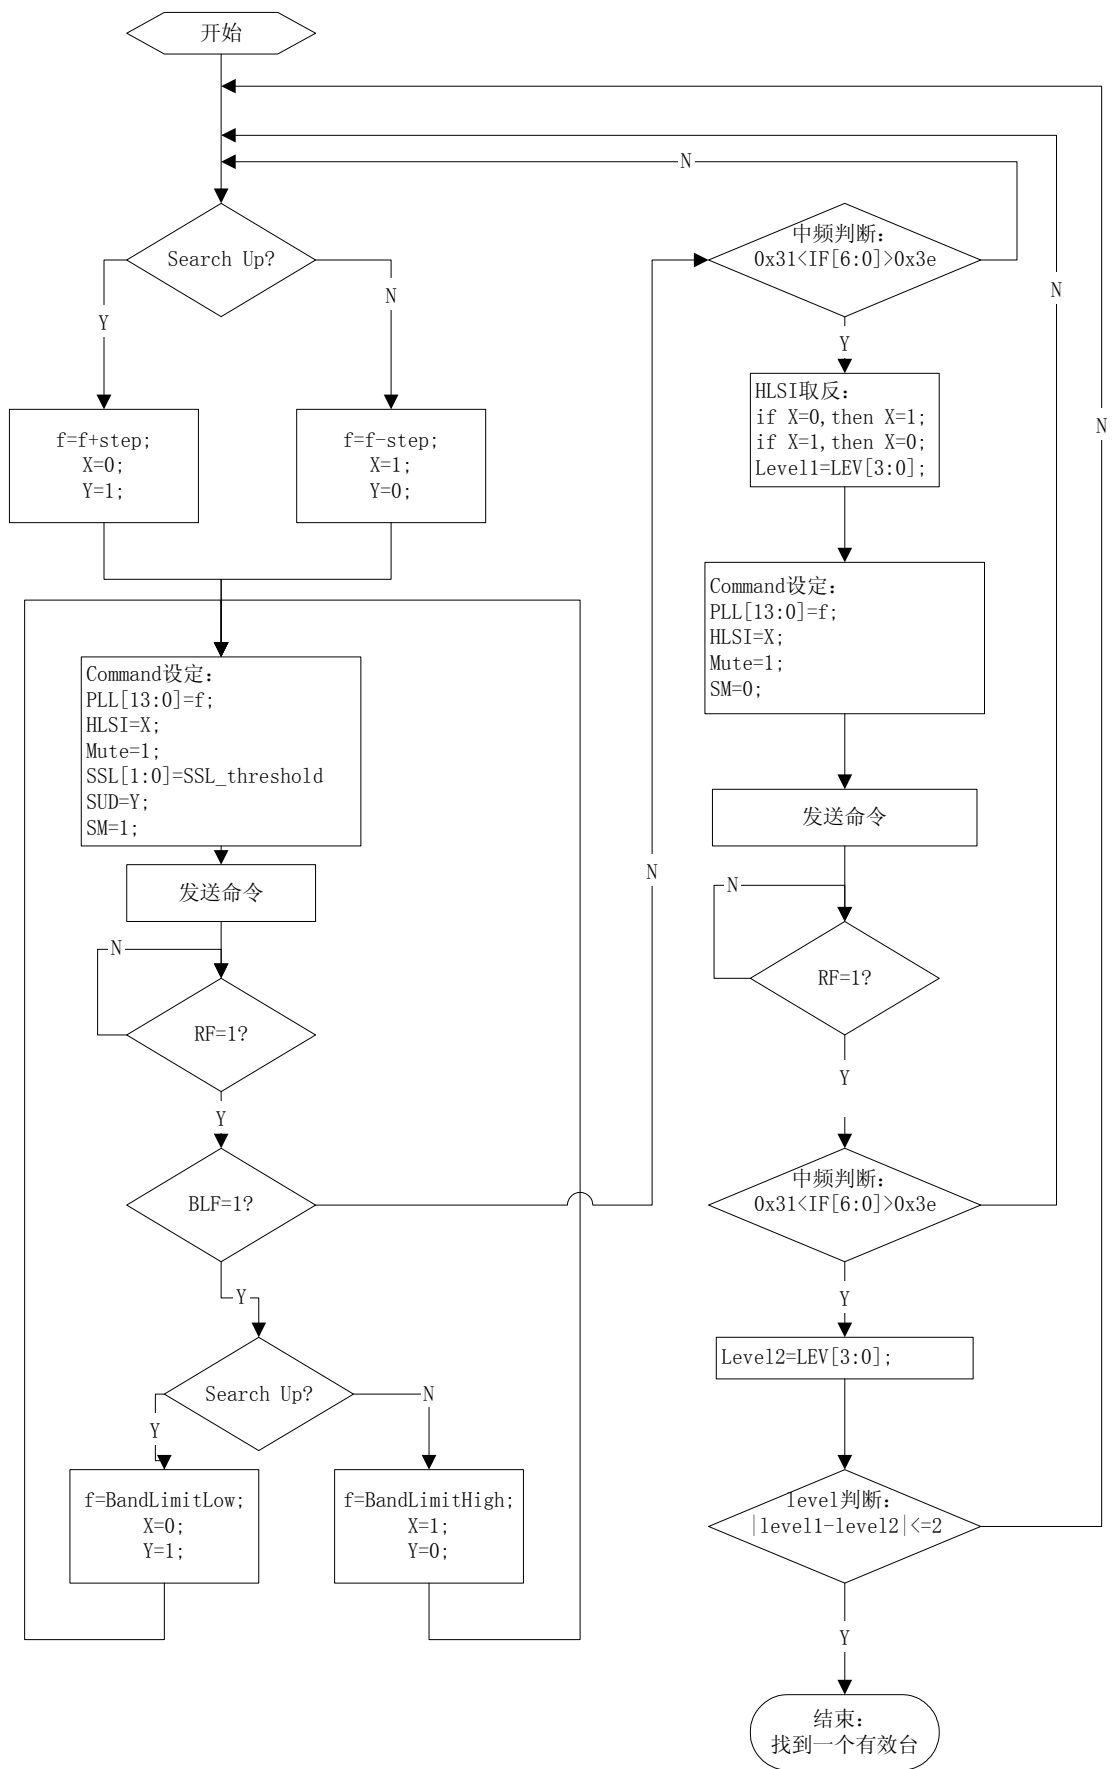 开始
Search Up?
Y
N
f=f+step;
X=0;
Y=1;
f=f-step;
X=1;
Y=0;
Command设定:
PLL[13:0]=f;
HLSI=X;
Mute=1;
SSL[1:0]=SSL_threshold
SUD=Y;
SM=1;
发送命令
N
RF=1?
Y
BLF=1?
N
Y
Search Up?
Y
N
f=BandLimitLow;
X=0;
Y=1;
f=BandLimitHigh;
X=1;
Y=0;
N
中频判断:
0x31<IF[6:0]>0x3e
Y
HLSI取反:
if X=0,then X=1;
if X=1,then X=0;
Level1=LEV[3:0];
Command设定:
PLL[13:0]=f;
HLSI=X;
Mute=1;
SM=0;
发送命令
N
RF=1?
Y
中频判断:
0x31<IF[6:0]>0x3e
N
Y
Level2=LEV[3:0];
level判断:
|level1-level2|<=2
N
Y
结束:
找到一个有效台